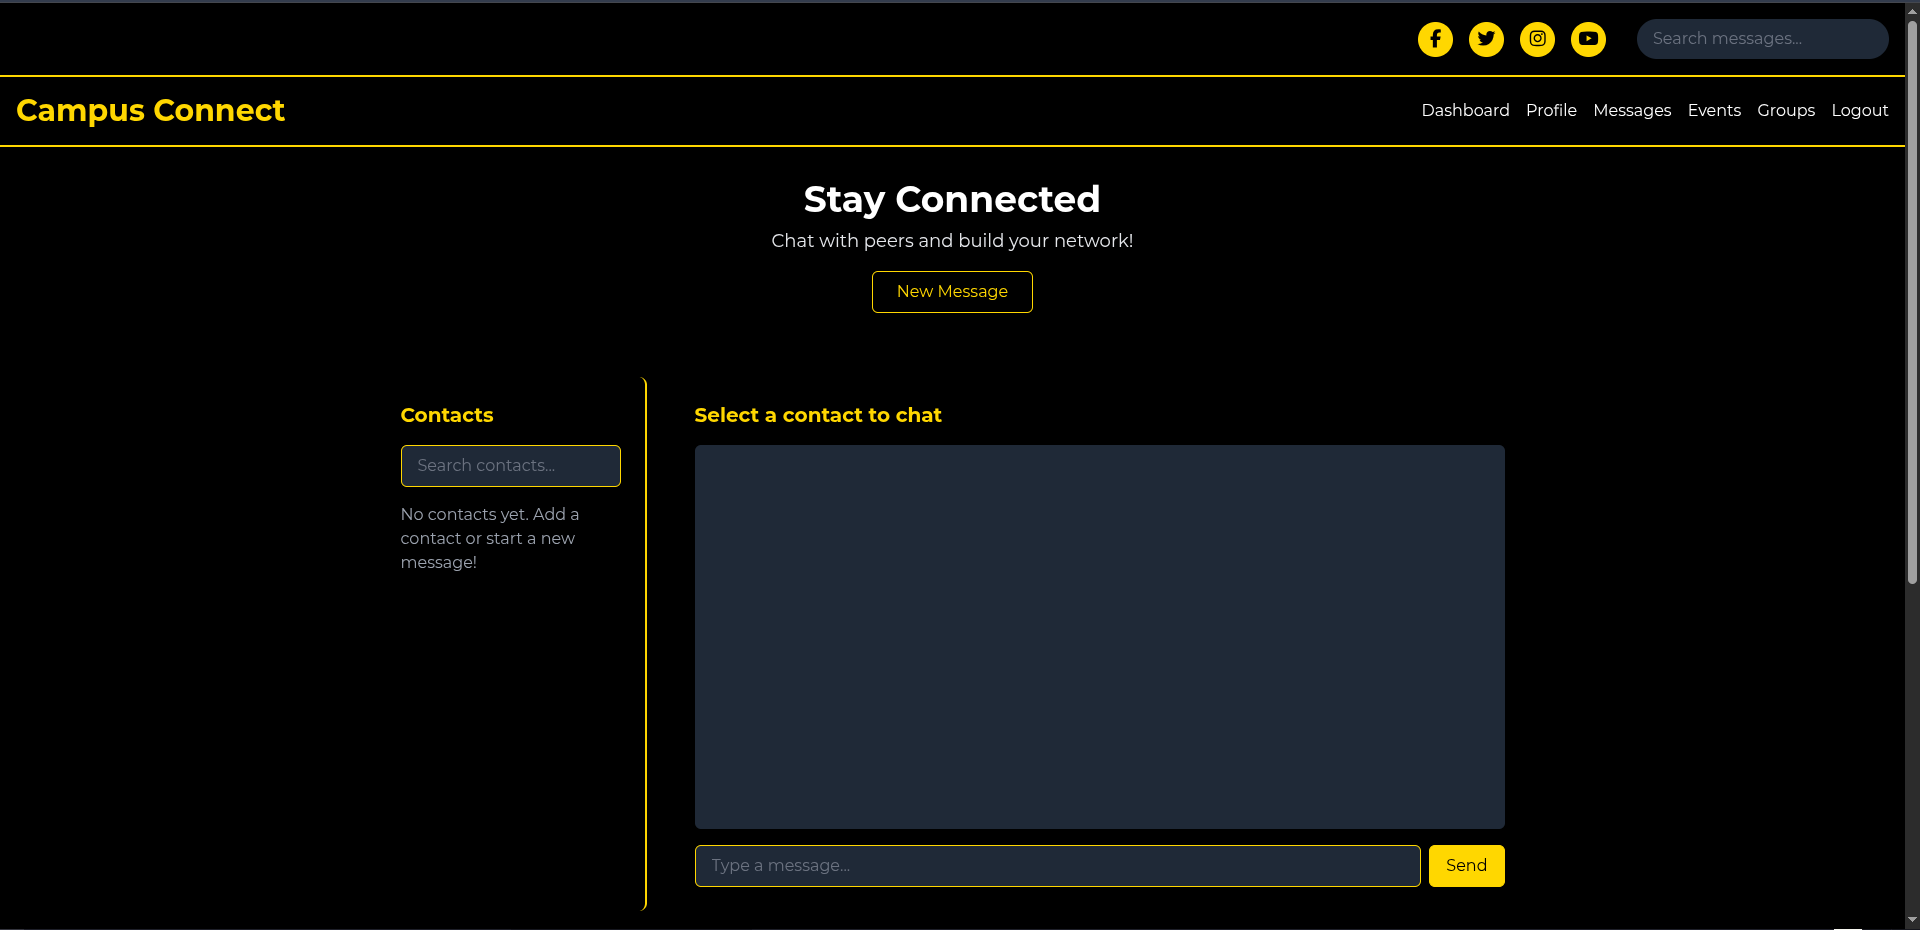 Search messages...
Campus Connect
Dashboard Profile Messages Events Groups Logout
Stay Connected
Chat with peers and build your network!
New Message
Contacts
Search contacts...
No contacts yet. Add a
contact or start a new
message!
Select a contact to chat
Type a message...
Send